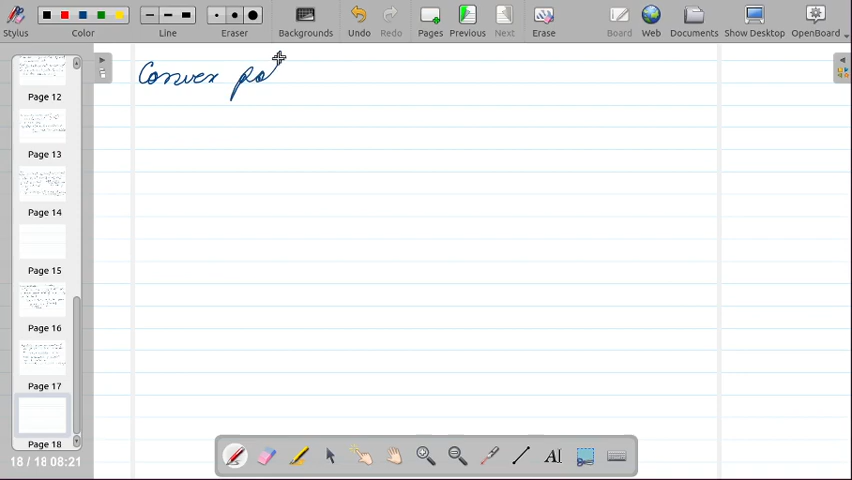 Stylus
Line
Eraser
Backgrounds
Undo
Redo
Pages
Previous
Next
Erase
Board
Web
Documents
Show Desktop
OpenBoard
Convex po
Page 12
Page 13
Page 14
Page 15
Page 16
Page 17
Page 18
18 / 18 08:21
AI